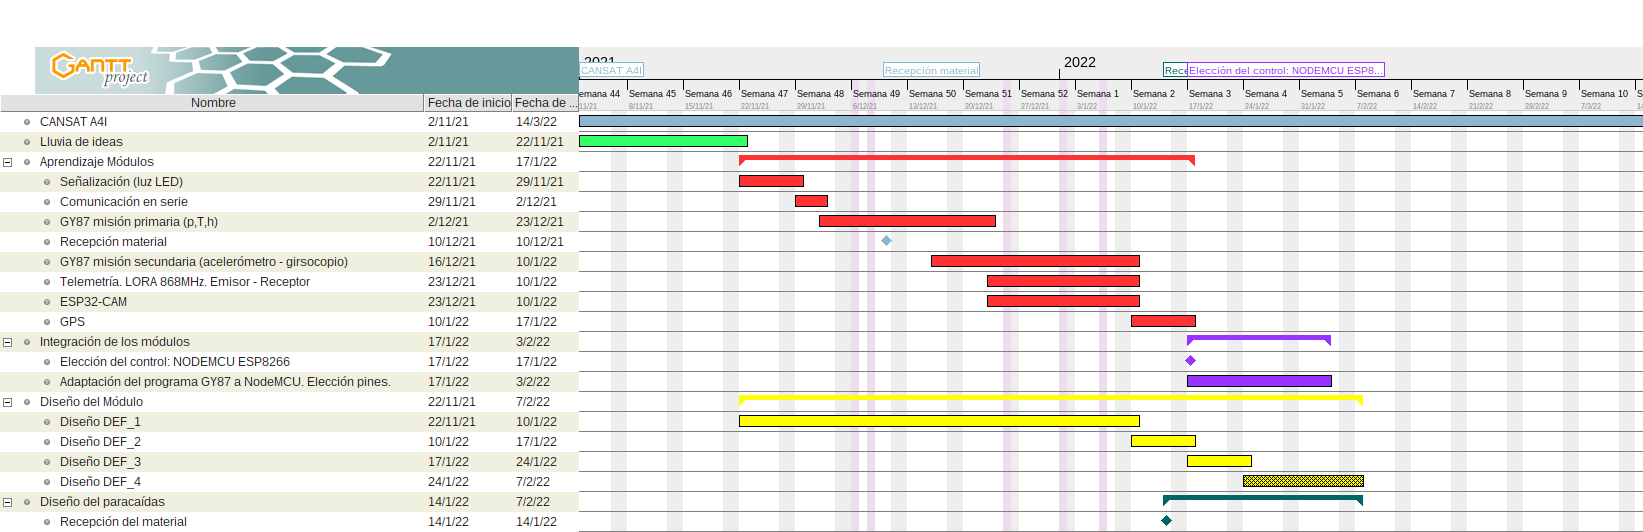 GANTT
project
2021
2022
CANSAT A4I
Recepción material
Rece
Elección del control: NODEMCU ESP8...
emana 44 Semana 45 Semana 46 Semana 47 Semana 48 Semana 49 Semana 50 Semana 51 Semana 52 Semana 1 Semana 2 Semana 3 Semana 4 Semana 5 Semana 6 Semana 7 Semana 8 Semana 9 Semana 10 S
11/21 8/11/21 15/11/21 22/11/21 29/11/21 6/12/21 13/12/21 20/12/21 27/12/21 3/1/22 10/1/22 17/1/22 24/1/22 31/1/22 7/2/22 14/2/22 21/2/22 28/2/22 7/3/22 14
Nombre Fecha de inicio Fecha de ...
CANSAT A4I 2/11/21 14/3/22
Lluvia de ideas 2/11/21 22/11/21
Aprendizaje Módulos 22/11/21 17/1/22
Señalización (luz LED) 22/11/21 29/11/21
Comunicación en serie 29/11/21 2/12/21
GY87 misión primaria (p,T,h) 2/12/21 23/12/21
Recepción material 10/12/21 10/12/21
GY87 misión secundaria (acelerómetro - girsocopio) 16/12/21 10/1/22
Telemetría. LORA 868MHz. Emisor - Receptor 23/12/21 10/1/22
ESP32-CAM 23/12/21 10/1/22
GPS 10/1/22 17/1/22
Integración de los módulos 17/1/22 3/2/22
Elección del control: NODEMCU ESP8266 17/1/22 17/1/22
Adaptación del programa GY87 a NodeMCU. Elección pines. 17/1/22 3/2/22
Diseño del Módulo 22/11/21 7/2/22
Diseño DEF_1 22/11/21 10/1/22
Diseño DEF_2 10/1/22 17/1/22
Diseño DEF_3 17/1/22 24/1/22
Diseño DEF_4 24/1/22 7/2/22
Diseño del paracaídas 14/1/22 7/2/22
Recepción del material 14/1/22 14/1/22